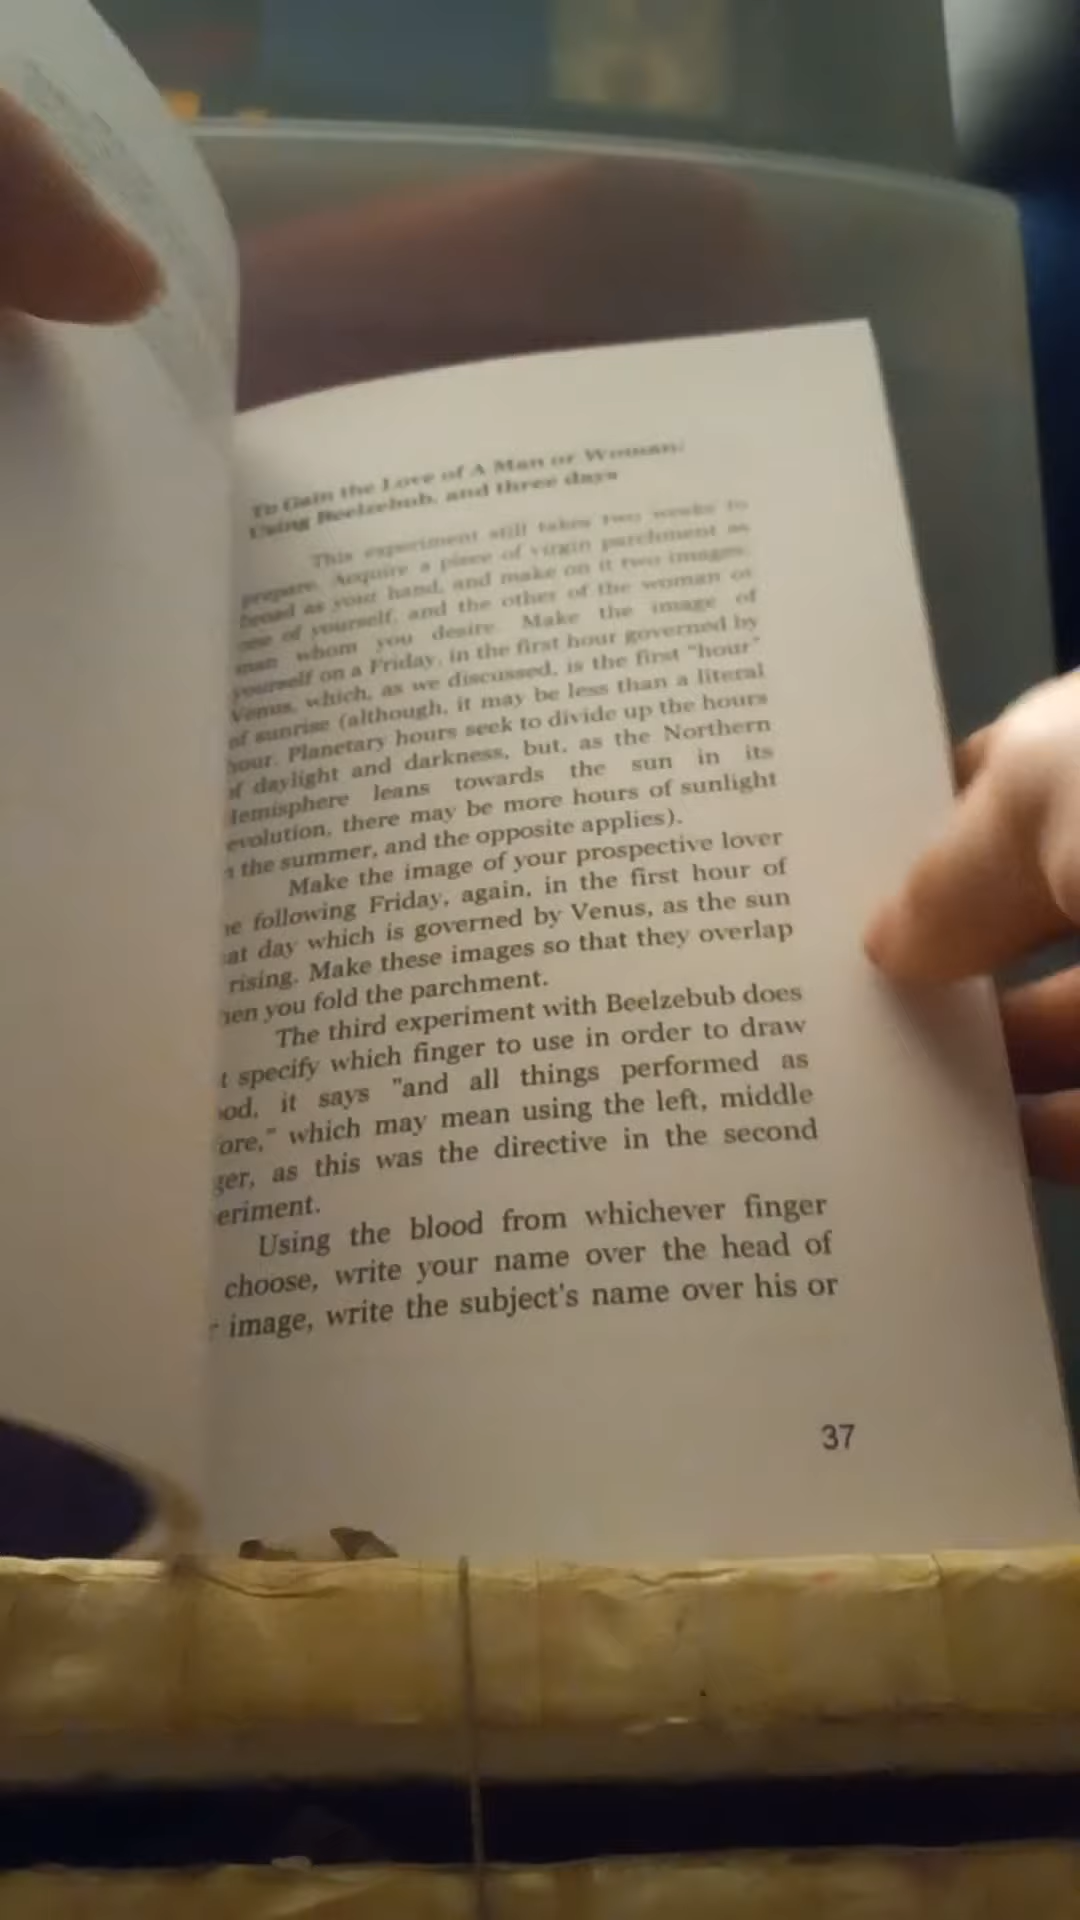 To Gain the Love of A Man or Woman:
Using Beelzebub, and three days
This experiment still takes two weeks to
prepare. Acquire a piece of virgin parchment as
broad as your hand, and make on it two images:
one of yourself, and the other of the woman or
man whom you desire. Make the image of
yourself on a Friday, in the first hour governed by
Venus, which, as we discussed, is the first "hour"
of sunrise (although, it may be less than a literal
hour. Planetary hours seek to divide up the hours
f daylight and darkness, but, as the Northern
emisphere leans towards the sun in its
evolution, there may be more hours of sunlight
the summer, and the opposite applies).
Make the image of your prospective lover
e following Friday, again, in the first hour of
at day which is governed by Venus, as the sun
rising. Make these images so that they overlap
en you fold the parchment.
The third experiment with Beelzebub does
t specify which finger to use in order to draw
od, it says "and all things performed as
ore," which may mean using the left, middle
ger, as this was the directive in the second
eriment.
Using the blood from whichever finger
choose, write your name over the head of
image, write the subject's name over his or
37